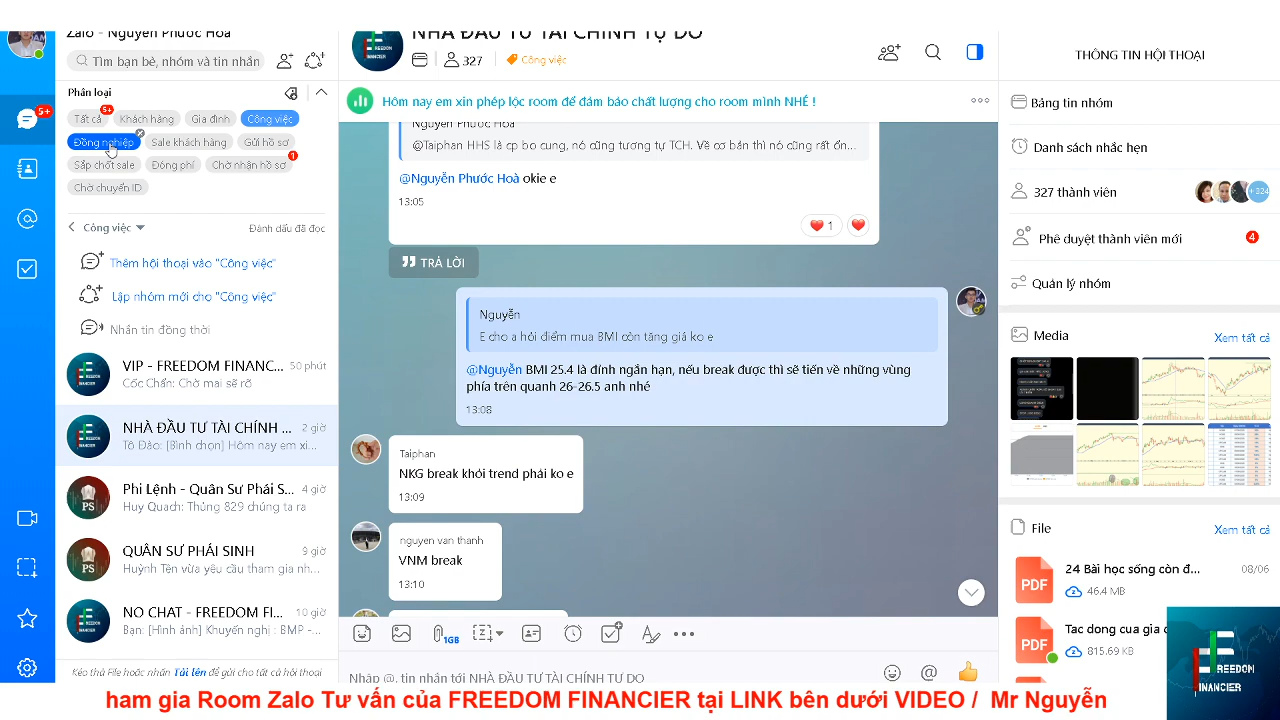 Zalo - Nguyễn Phước Hoà
Tìm bạn bè, nhóm và nhắn tin
Phân loại
Tất cả
5+
Khách hàng
Gia đình
Công việc
Đồng nghiệp
Sale khách hàng
Gửi hồ sơ
Sắp chốt sale
Đóng phí
Chờ nhận hồ sơ
1
Chờ chuyển ID
5+
Công việc
Đánh dấu đã đọc
Thêm hội thoại vào "Công việc"
Lập nhóm mới cho "Công việc"
Nhắn tin đồng thời
VIP - FREEDOM FINANC...
50 phút
Cốc Chấn: Chờ mai sẽ rõ
NHÀ ĐẦU TƯ TÀI CHÍNH ...
2 giờ
Tô Đào: [Bình chọn] Hôm nay em xi...
Phi Lệnh - Quân Sư Phái S...
4 giờ
Huy Quach: Thủng 829 chúng ta ra
QUÂN SƯ PHÁI SINH
9 giờ
Huỳnh Tên vừa yêu cầu tham gia nh...
NO CHAT - FREEDOM FI...
10 giờ
Bạn: [Hình ảnh] Khuyến nghị : BMP -...
Kéo thả File hoặc nhấn Tải lên để gửi cho tất cả hội thoại
NHÀ ĐẦU TƯ TÀI CHÍNH TỰ DO
327
Công việc
Hôm nay em xin phép lọc room để đảm bảo chất lượng cho room mình NHÉ !
Nguyễn Phước Hoà
@Taiphan HHS là cp bo cung, nó cũng tương tự TCH. Về cơ bản thì nó cũng rất ổn...
@Nguyễn Phước Hoà okie e
13:05
1
TRẢ LỜI
Nguyễn
E cho a hỏi điểm mua BMI còn tăng giá ko e
@Nguyễn BMI 25.4 là đỉnh ngắn hạn, nếu break được thì sẽ tiến về những vùng
phía trên quanh 26-26.5 anh nhé
13:08
Taiphan
NKG break khỏi trend giảm r e
13:09
nguyen van thanh
VNM break
13:10
1GB
Nhập @, tin nhắn tới NHÀ ĐẦU TƯ TÀI CHÍNH TỰ DO
THÔNG TIN HỘI THOẠI
Bảng tin nhóm
Danh sách nhắc hẹn
327 thành viên
+324
Phê duyệt thành viên mới
4
Quản lý nhóm
Media
Xem tất cả
File
Xem tất cả
24 Bài học sống còn đ...
08/06
46.4 MB
PDF
Tac dong cua gia c
815.69 KB
PDF
FREEDOM
FINANCIER
ham gia Room Zalo Tư vấn của FREEDOM FINANCIER tại LINK bên dưới VIDEO / Mr Nguyễn